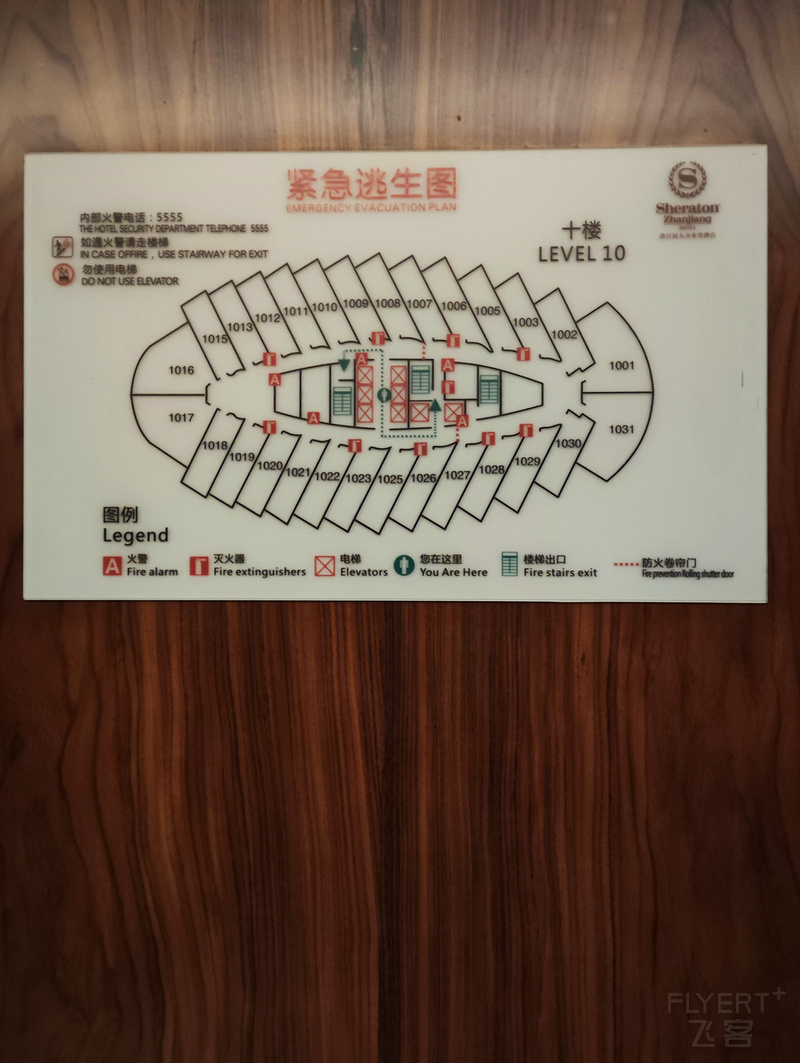 紧急逃生图
EMERGENCY EVACUATION PLAN
S
Sheraton
Zhanjiang
内部火警电话：5555
THE HOTEL SECURITY DEPARTMENT TELEPHONE 5555
如遇火警请走楼梯
IN CASE OFFIRE, USE STAIRWAY FOR EXIT
勿使用电梯
DO NOT USE ELEVATOR
十楼
LEVEL 10
1016
1015
1013
1012
1011
1010
1009
1008
1007
1006
1005
1003
1002
1001
A
A
A
A
A
1017
1018
1019
1020
1021
1022
1023
1025
1026
1027
1028
1029
1030
1031
图例
Legend
A 火警
Fire alarm
灭火器
Fire extinguishers
电梯
Elevators
您在这里
You Are Here
楼梯出口
Fire stairs exit
防火卷帘门
Fire prevention Rolling shutter door
FLYERT+
飞客